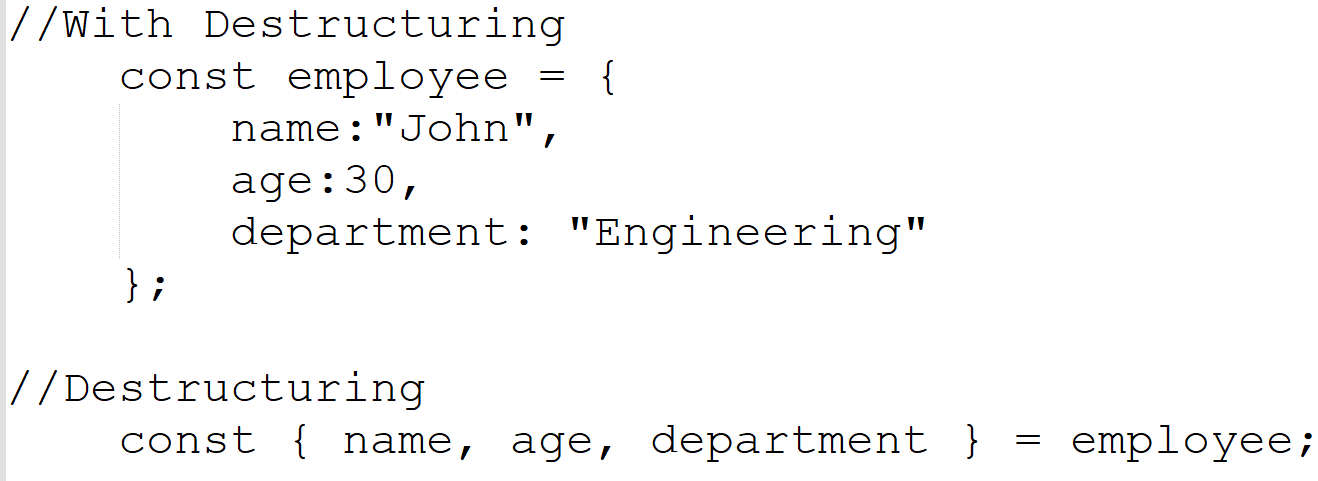 //With Destructuring
    const employee = {
        name:"John",
        age:30,
        department: "Engineering"
    };

//Destructuring
    const { name, age, department } = employee;